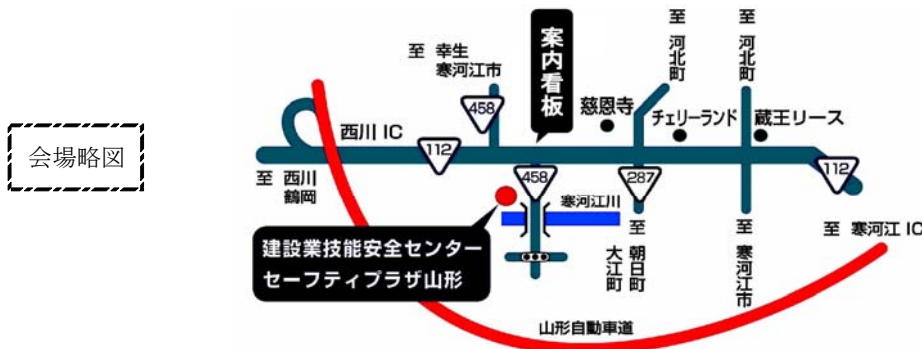 会場略図
至 幸生
寒河江市
案内看板
至 河北町
至 河北町
458
慈恩寺
チェリーランド
蔵王リース
西川 IC
112
至 西川
鶴岡
458
寒河江川
287
112
建設業技能安全センター
セーフティプラザ山形
至 朝日町
大江町
至 寒河江市
至 寒河江 IC
山形自動車道